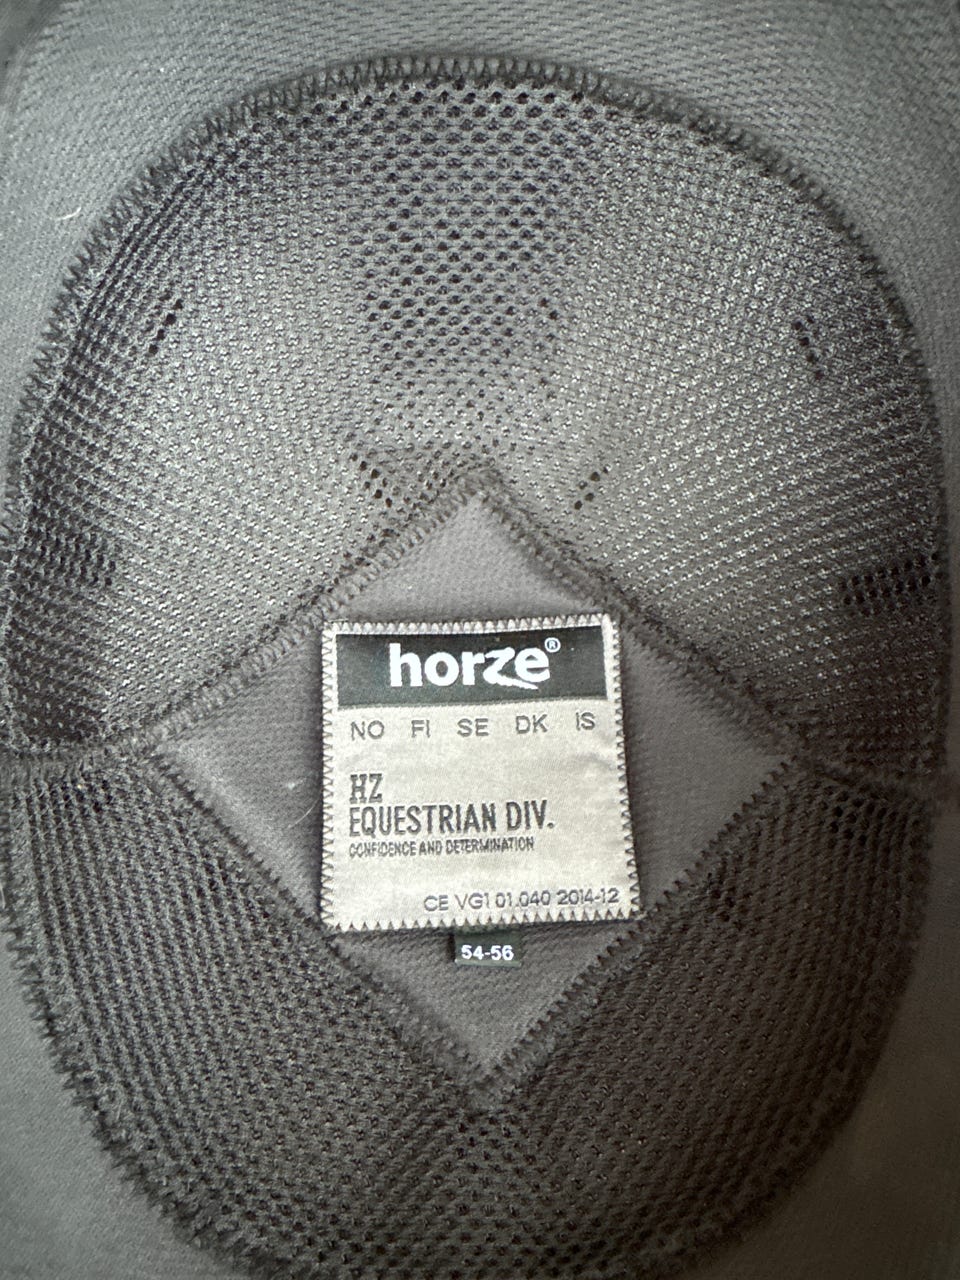 horze®
NO FI SE DK IS
HZ
EQUESTRIAN DIV.
CONFIDENCE AND DETERMINATION
CE VG1 01.040 2014-12
54-56